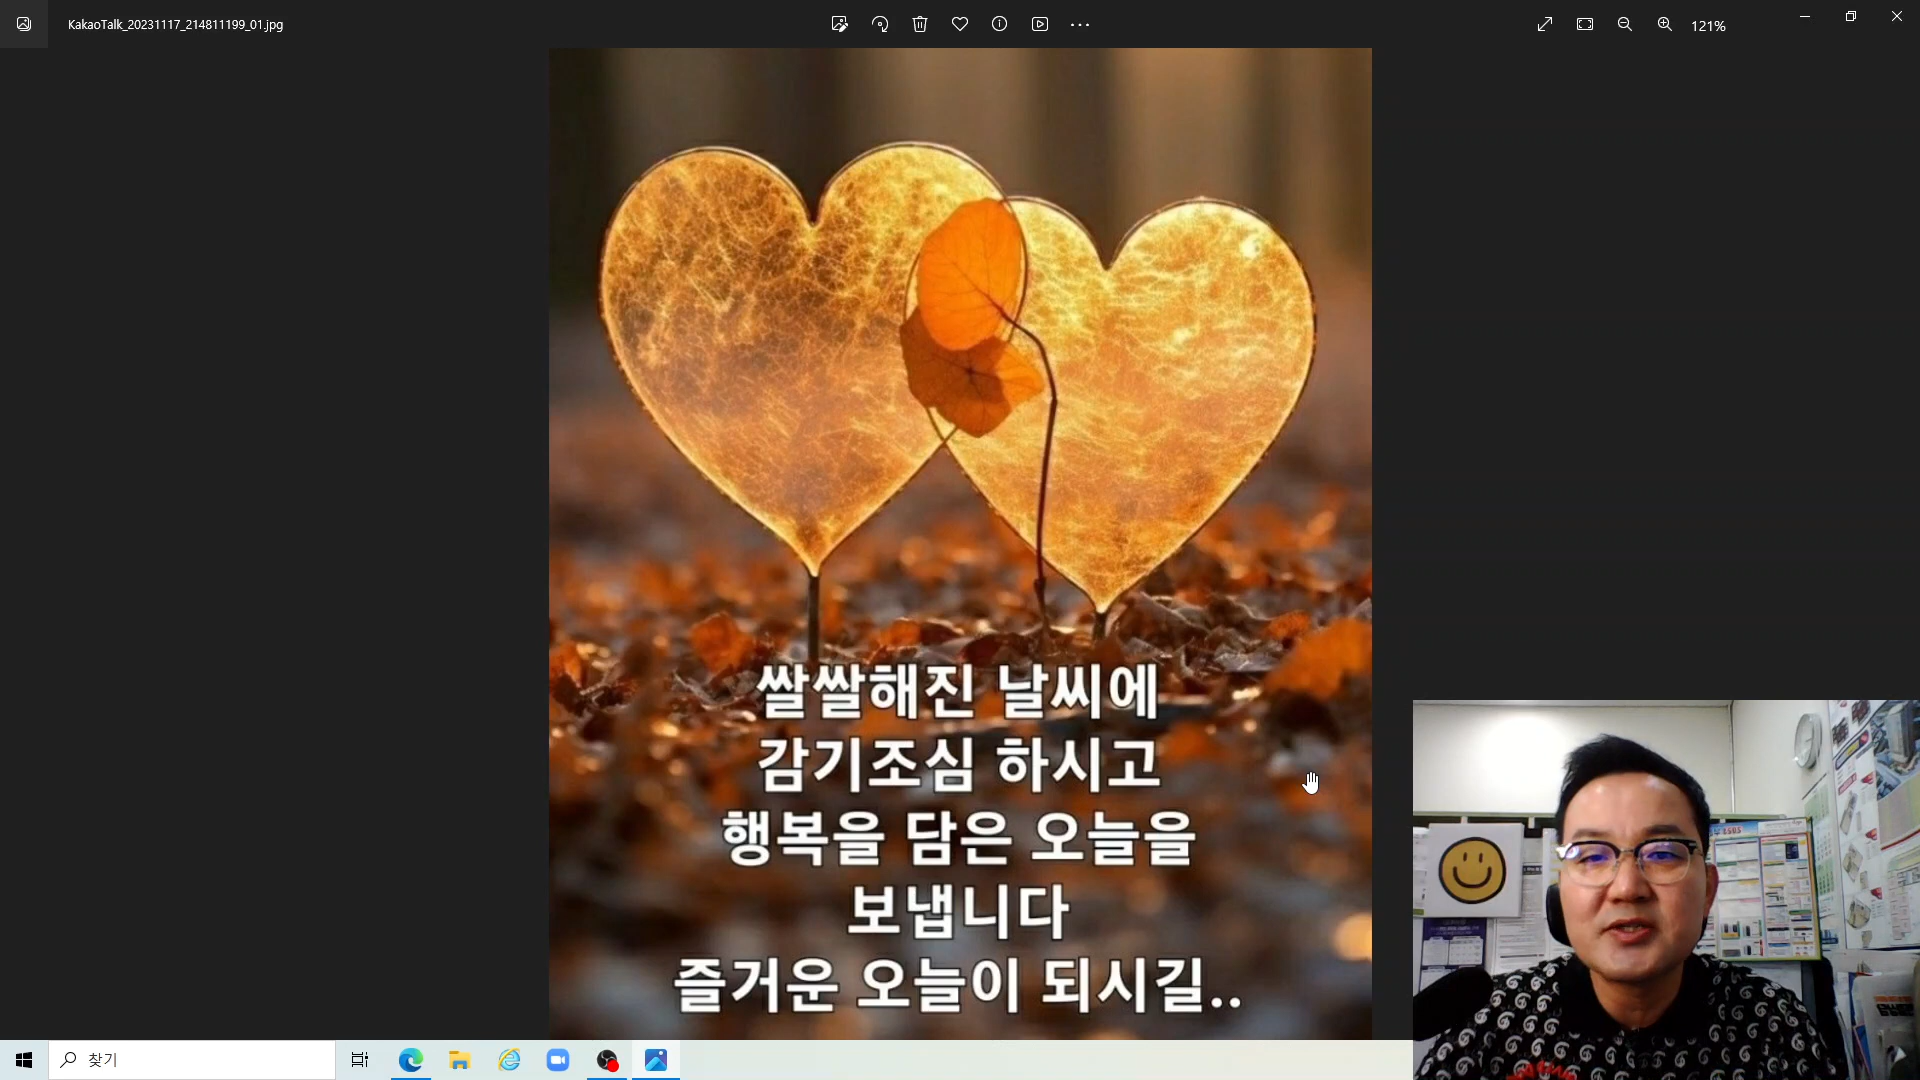 KakaoTalk_20231117_214811199_01.jpg
121%
쌀쌀해진 날씨에
감기조심 하시고
행복을 담은 오늘을
보냅니다
즐거운 오늘이 되시길..
찾기